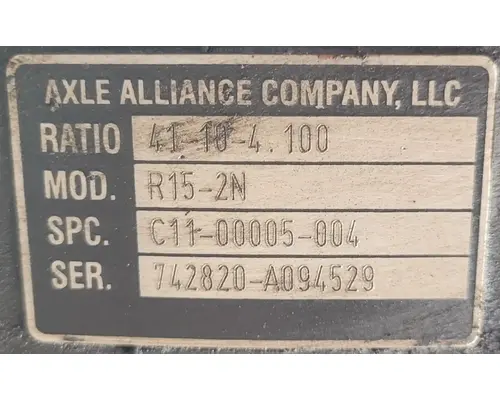 AXLE ALLIANCE COMPANY, LLC
RATIO 41-10-4.100
MOD. R15-2N
SPC. C11-00005-004
SER. 742820-A094529